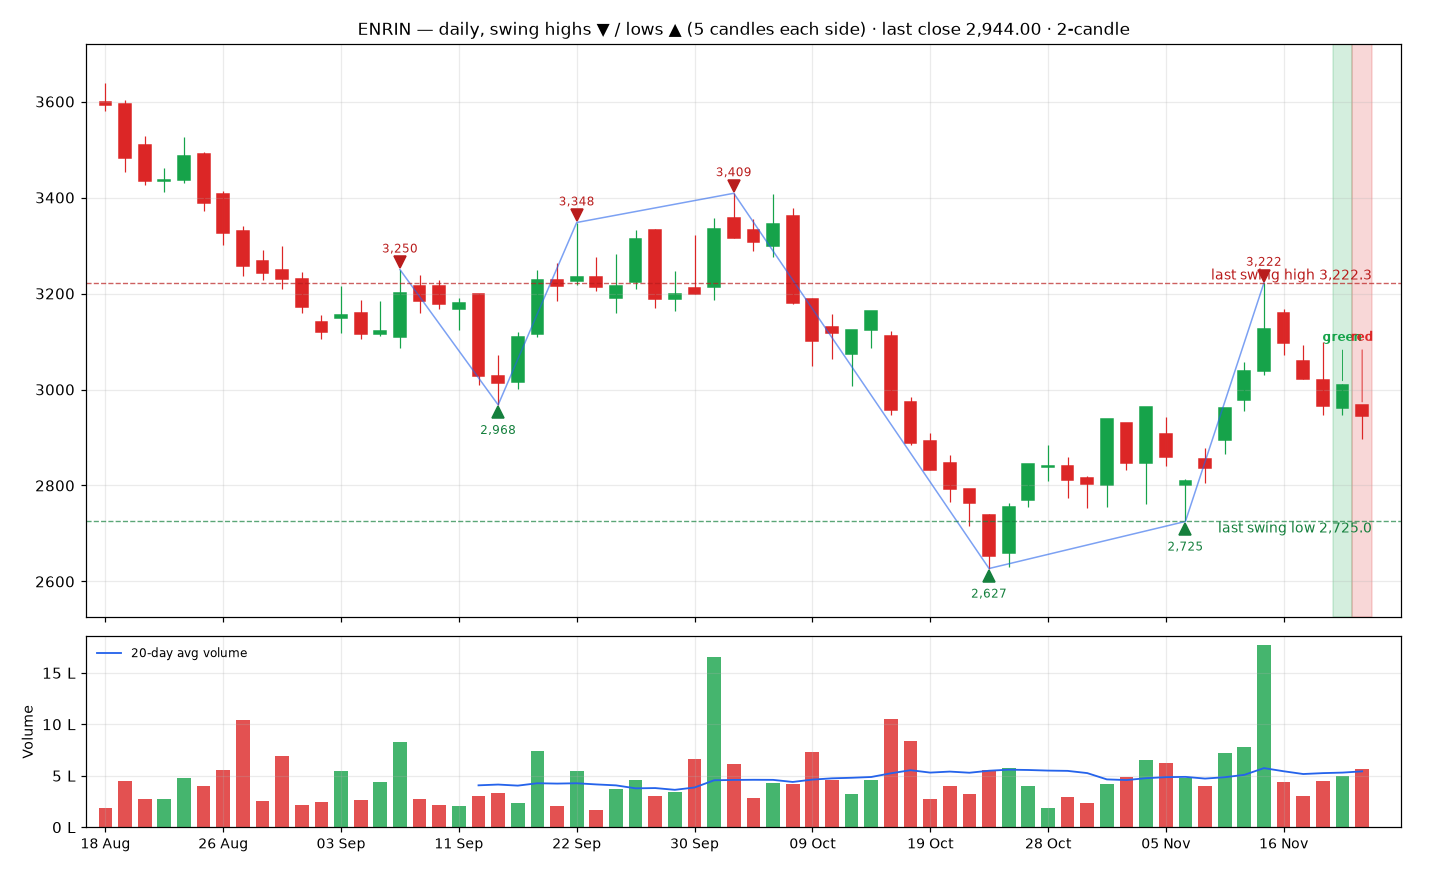 ENRIN — daily, swing highs ▼ / lows ▲ (5 candles each side) · last close 2,944.00 · 2-candle
3600
3400
3200
3000
2800
2600
3,250
3,348
3,409
3,222
last swing high 3,222.3
green
red
2,968
2,627
2,725
last swing low 2,725.0
20-day avg volume
Volume
15 L
10 L
5 L
0 L
18 Aug
26 Aug
03 Sep
11 Sep
22 Sep
30 Sep
09 Oct
19 Oct
28 Oct
05 Nov
16 Nov